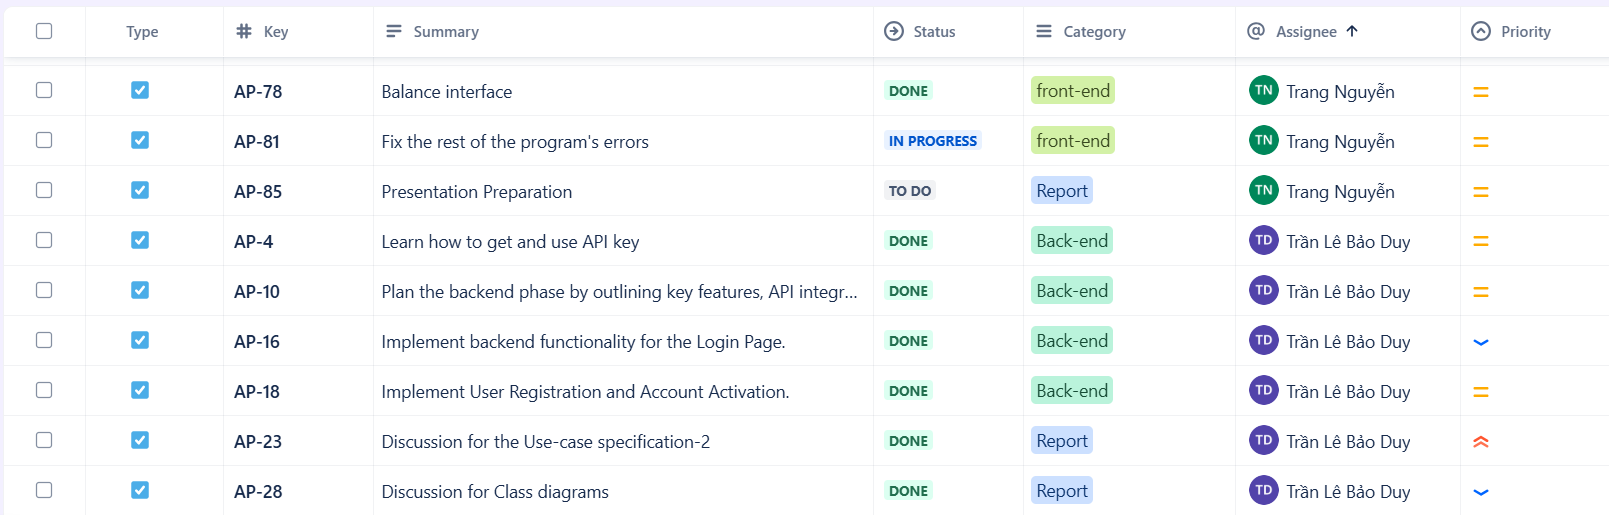 Type Key Summary Status Category Assignee Priority
AP-78 Balance interface DONE front-end TN Trang Nguyễn
AP-81 Fix the rest of the program's errors IN PROGRESS front-end TN Trang Nguyễn
AP-85 Presentation Preparation TO DO Report TN Trang Nguyễn
AP-4 Learn how to get and use API key DONE Back-end TD Trần Lê Bảo Duy
AP-10 Plan the backend phase by outlining key features, API integr... DONE Back-end TD Trần Lê Bảo Duy
AP-16 Implement backend functionality for the Login Page. DONE Back-end TD Trần Lê Bảo Duy
AP-18 Implement User Registration and Account Activation. DONE Back-end TD Trần Lê Bảo Duy
AP-23 Discussion for the Use-case specification-2 DONE Report TD Trần Lê Bảo Duy
AP-28 Discussion for Class diagrams DONE Report TD Trần Lê Bảo Duy